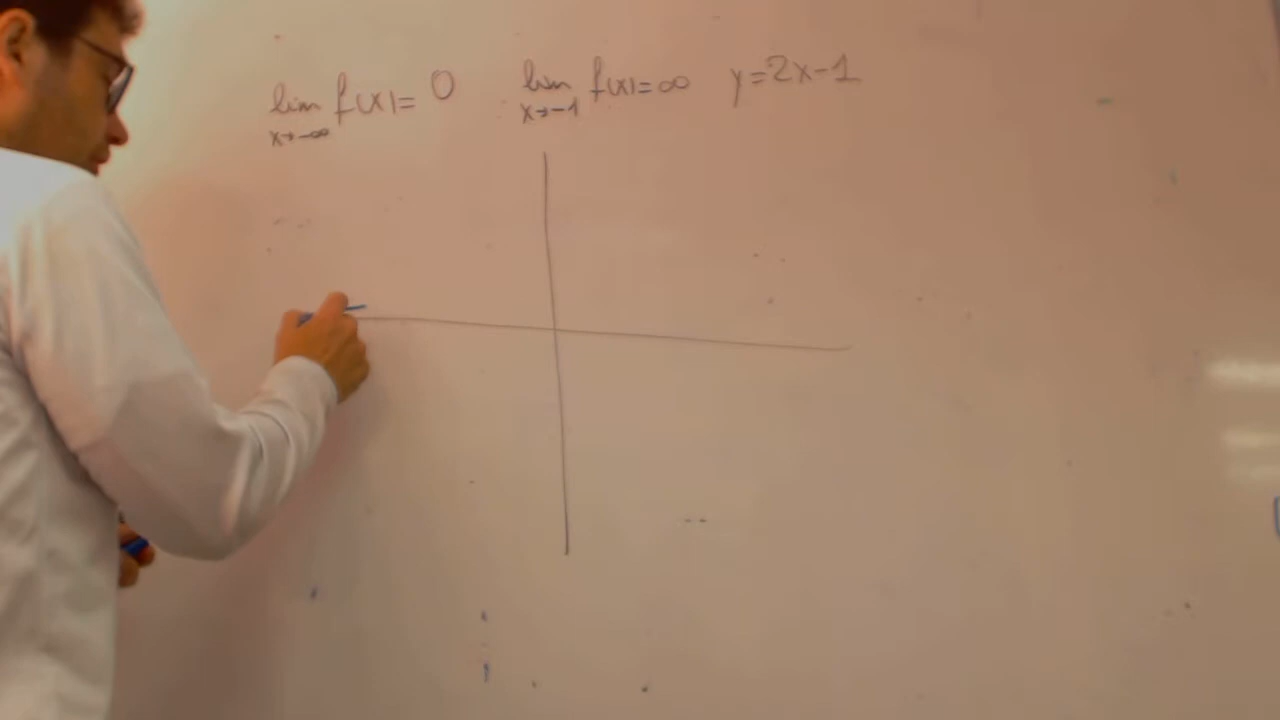 lim f(x)= 0 lim f(x)=∞ y=2x-1
x→-∞ x→-1